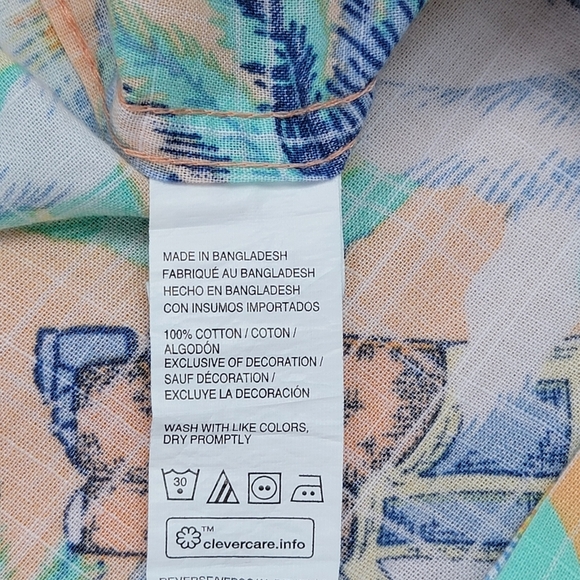 MADE IN BANGLADESH
FABRIQUÉ AU BANGLADESH
HECHO EN BANGLADESH
CON INSUMOS IMPORTADOS
100% COTTON / COTON /
ALGODÓN
EXCLUSIVE OF DECORATION /
SAUF DÉCORATION /
EXCLUYE LA DECORACIÓN
WASH WITH LIKE COLORS,
DRY PROMPTLY
30
TM
clevercare.info